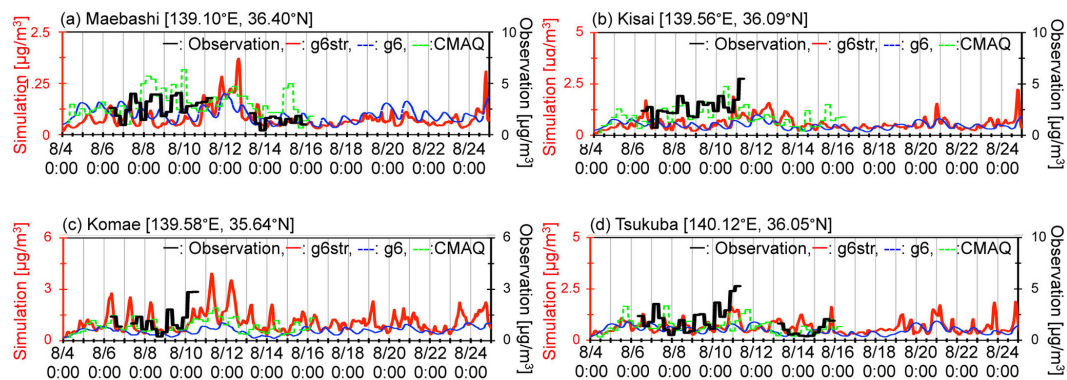 (a) Maebashi [139.10°E, 36.40°N]
Simulation [µg/m³]
2.5
1.25
0
: Observation, : g6str, : g6, :CMAQ
10
5
0
Observation [µg/m³]
8/4 8/6 8/8 8/10 8/12 8/14 8/16 8/18 8/20 8/22 8/24
0:00 0:00 0:00 0:00 0:00 0:00 0:00 0:00 0:00 0:00 0:00
(b) Kisai [139.56°E, 36.09°N]
Simulation [µg/m³]
5
2.5
0
: Observation, : g6str, : g6, :CMAQ
10
5
0
Observation [µg/m³]
8/4 8/6 8/8 8/10 8/12 8/14 8/16 8/18 8/20 8/22 8/24
0:00 0:00 0:00 0:00 0:00 0:00 0:00 0:00 0:00 0:00 0:00
(c) Komae [139.58°E, 35.64°N]
Simulation [µg/m³]
6
3
0
: Observation, : g6str, : g6, :CMAQ
6
3
0
Observation [µg/m³]
8/4 8/6 8/8 8/10 8/12 8/14 8/16 8/18 8/20 8/22 8/24
0:00 0:00 0:00 0:00 0:00 0:00 0:00 0:00 0:00 0:00 0:00
(d) Tsukuba [140.12°E, 36.05°N]
Simulation [µg/m³]
5
2.5
0
: Observation, : g6str, : g6, :CMAQ
10
5
0
Observation [µg/m³]
8/4 8/6 8/8 8/10 8/12 8/14 8/16 8/18 8/20 8/22 8/24
0:00 0:00 0:00 0:00 0:00 0:00 0:00 0:00 0:00 0:00 0:00